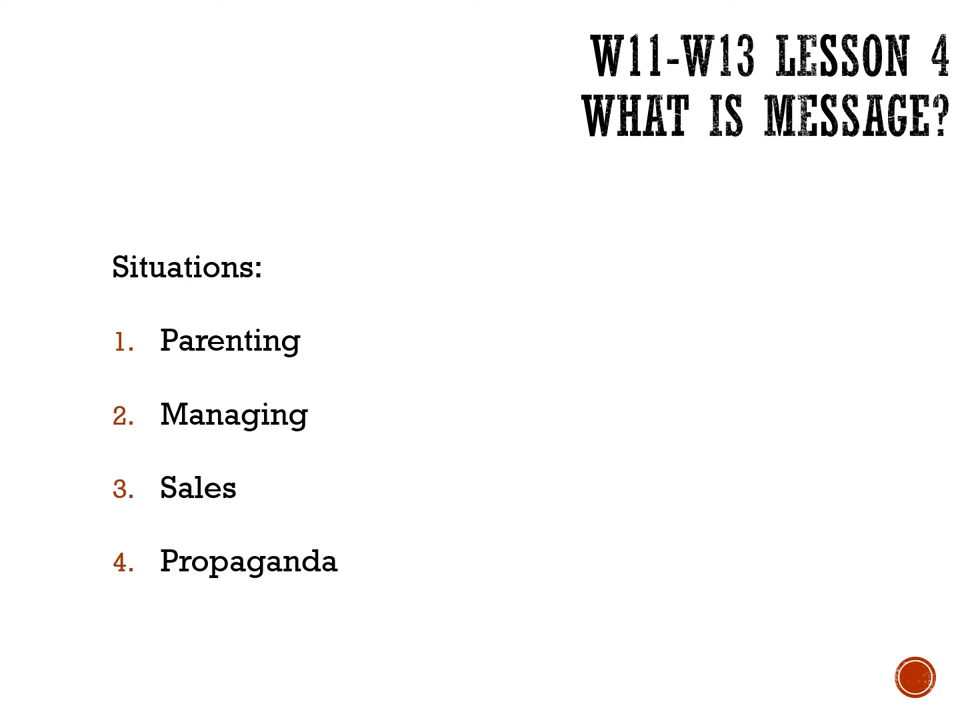 W11-W13 LESSON 4
WHAT IS MESSAGE?
Situations:
1. Parenting
2. Managing
3. Sales
4. Propaganda